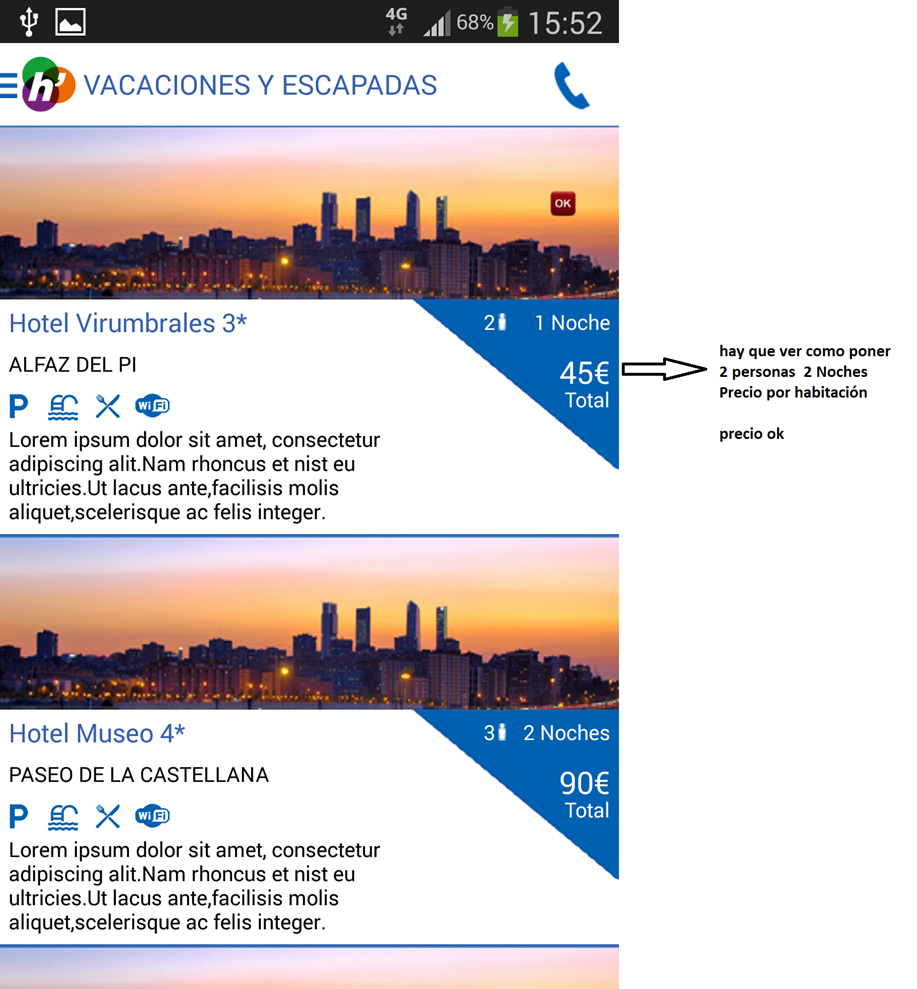 4G 68% 15:52
h' VACACIONES Y ESCAPADAS
OK
Hotel Virumbrales 3* 2 1 Noche
ALFAZ DEL PI
45€
Total
P WiFi
Lorem ipsum dolor sit amet, consectetur
adipiscing alit.Nam rhoncus et nist eu
ultricies.Ut lacus ante,facilisis molis
aliquet,scelerisque ac felis integer.
hay que ver como poner
2 personas 2 Noches
Precio por habitación
precio ok
Hotel Museo 4* 3 2 Noches
PASEO DE LA CASTELLANA
90€
Total
P WiFi
Lorem ipsum dolor sit amet, consectetur
adipiscing alit.Nam rhoncus et nist eu
ultricies.Ut lacus ante,facilisis molis
aliquet,scelerisque ac felis integer.